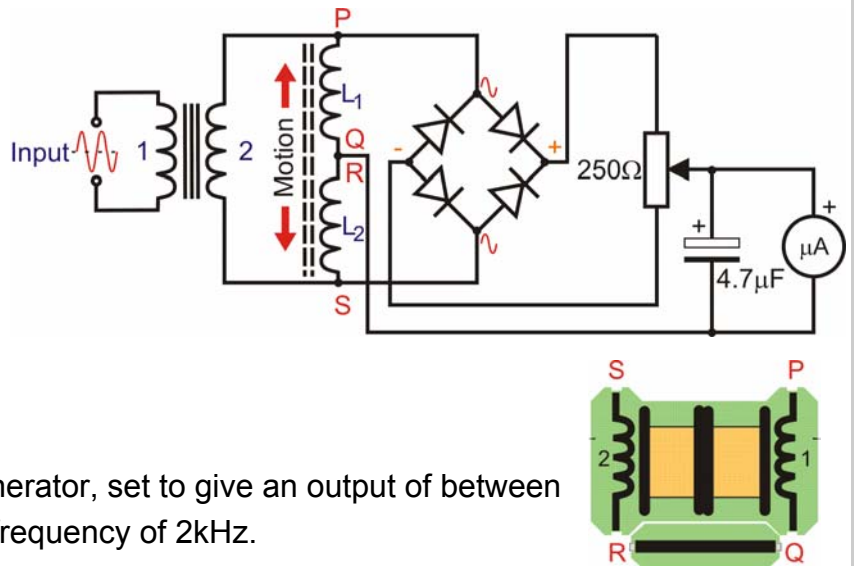 P
Input
1
2
Motion
L1
Q
R
L2
S
-
+
250Ω
+
4.7μF
+
μA
S
P
2
1
R
Q
nerator, set to give an output of between
requency of 2kHz.